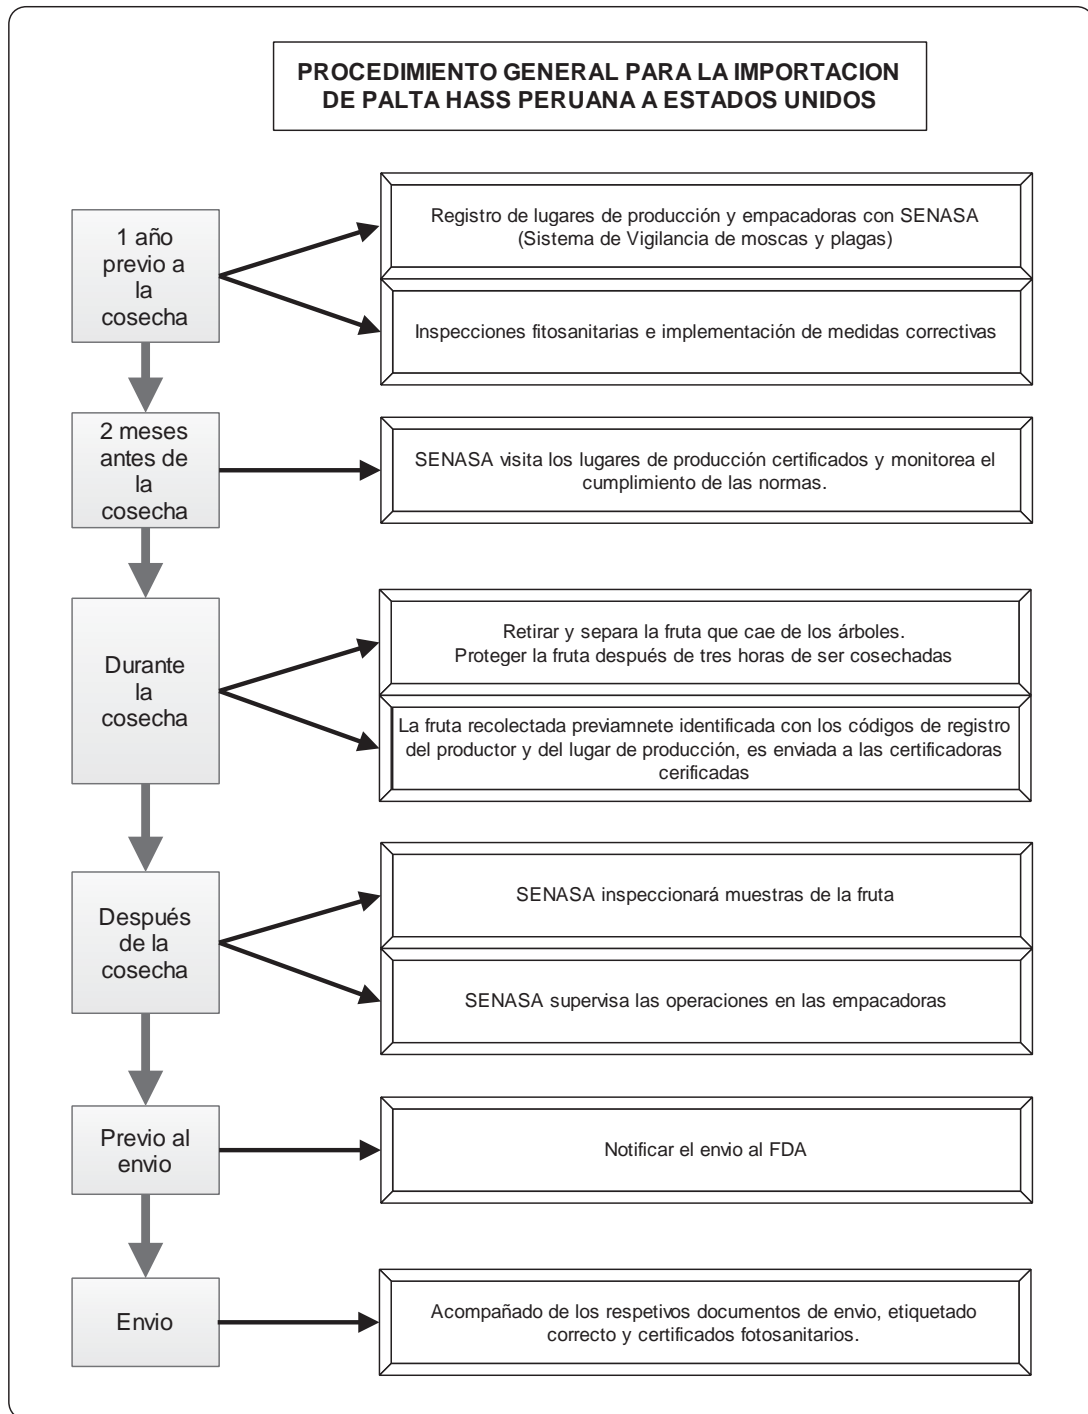 PROCEDIMIENTO GENERAL PARA LA IMPORTACION
DE PALTA HASS PERUANA A ESTADOS UNIDOS
1 año
previo a
la
cosecha
Registro de lugares de producción y empacadoras con SENASA
(Sistema de Vigilancia de moscas y plagas)
Inspecciones fitosanitarias e implementación de medidas correctivas
2 meses
antes de
la
cosecha
SENASA visita los lugares de producción certificados y monitorea el
cumplimiento de las normas.
Durante
la
cosecha
Retirar y separa la fruta que cae de los árboles.
Proteger la fruta después de tres horas de ser cosechadas
La fruta recolectada previamnete identificada con los códigos de registro
del productor y del lugar de producción, es enviada a las certificadoras
cerificadas
Después
de la
cosecha
SENASA inspeccionará muestras de la fruta
SENASA supervisa las operaciones en las empacadoras
Previo al
envio
Notificar el envio al FDA
Envio
Acompañado de los respetivos documentos de envio, etiquetado
correcto y certificados fotosanitarios.